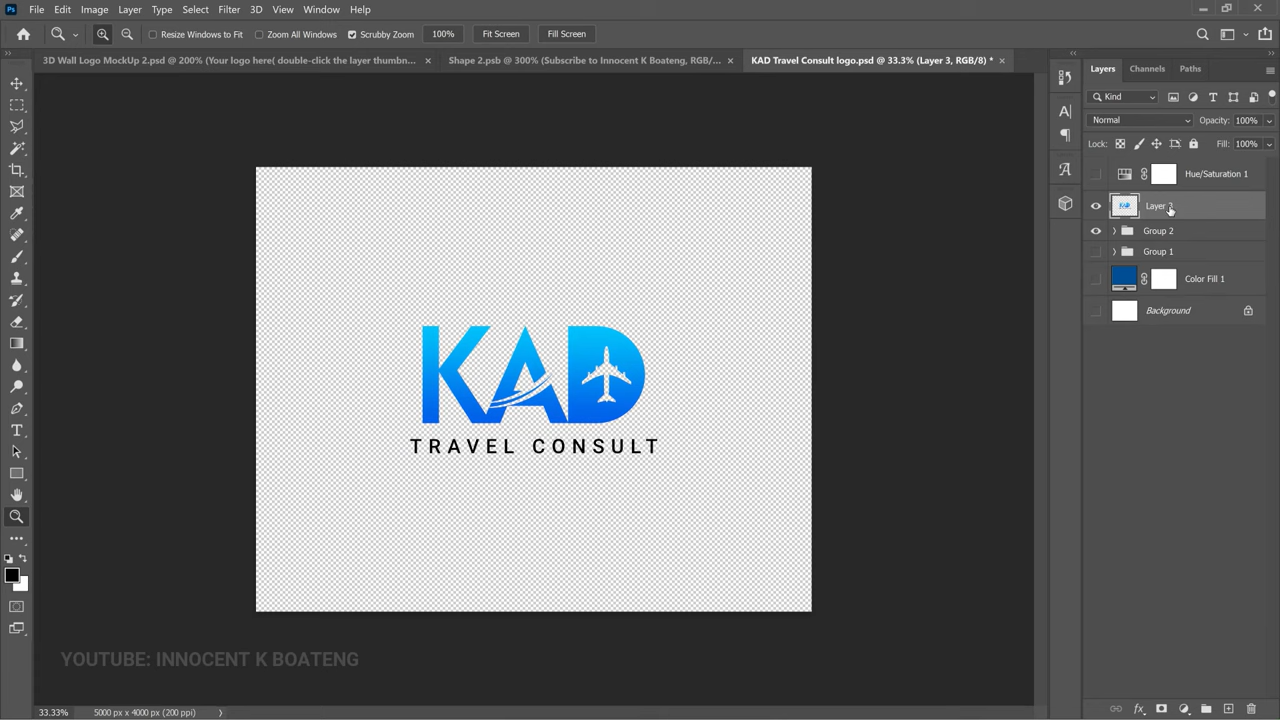 Ps File Edit Image Layer Type Select Filter 3D View Window Help
Resize Windows to Fit Zoom All Windows Scrubby Zoom 100% Fit Screen Fill Screen
3D Wall Logo MockUp 2.psd @ 200% (Your logo here( double-click the layer thumbn... × Shape 2.psb @ 300% (Subscribe to Innocent K Boateng, RGB/... × KAD Travel Consult logo.psd @ 33.3% (Layer 3, RGB/8) * ×
Layers Channels Paths
Kind
Normal Opacity: 100%
Lock: Fill: 100%
Hue/Saturation 1
Layer 3
Group 2
Group 1
Color Fill 1
Background
KAD
TRAVEL CONSULT
YOUTUBE: INNOCENT K BOATENG
33.33% 5000 px x 4000 px (200 ppi)